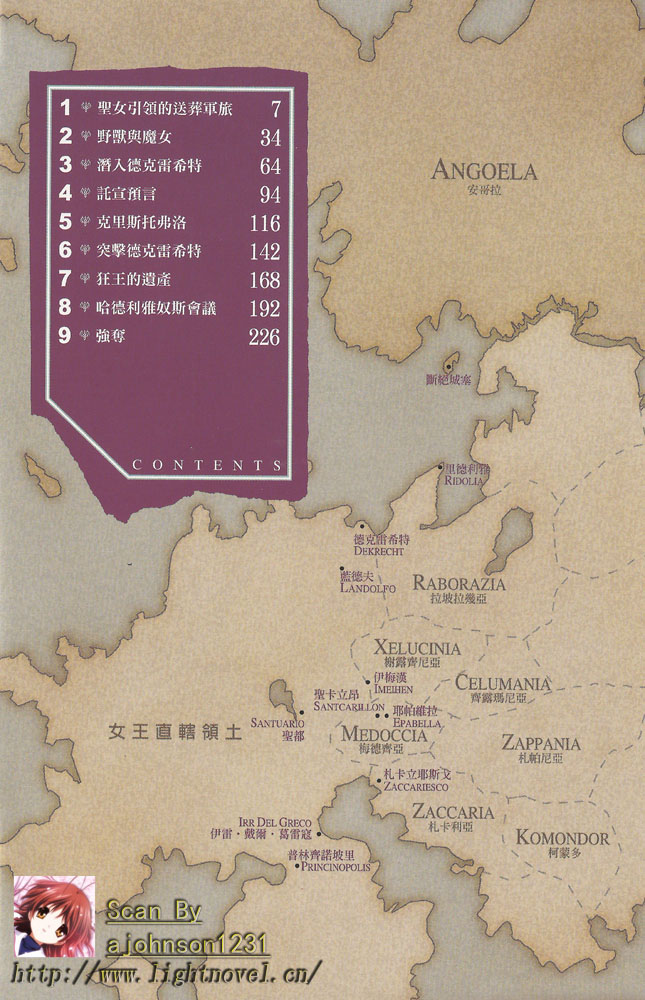 1 聖女引領的送葬軍旅 7
2 野獸與魔女 34
3 潛入德克雷希特 64
4 託宣預言 94
5 克里斯托弗洛 116
6 突擊德克雷希特 142
7 狂王的遺產 168
8 哈德利雅奴斯會議 192
9 強奪 226
CONTENTS
ANGOELA
安哥拉
斷絕城塞
里德利雅
RIDOLIA
德克雷希特
DEKRECHT
藍德夫
LANDOLFO
RABORAZIA
拉坡拉幾亞
XELUCINIA
榭露齊尼亞
伊梅漢
IMEIHEN
CELUMANIA
齊露瑪尼亞
聖卡立昂
SANTCARILLON
耶帕維拉
EPABELLA
SANTUARIO
聖都
女王直轄領土
MEDOCCIA
梅德齊亞
ZAPPANIA
札帕尼亞
札卡立耶斯戈
ZACCARIESCO
ZACCARIA
札卡利亞
KOMONDOR
柯蒙多
IRR DEL GRECO
伊雷·戴爾·葛雷寇
普林齊諾坡里
PRINCINOPOLIS
Scan By
ajohnson1231
http://www.lightnovel.cn/